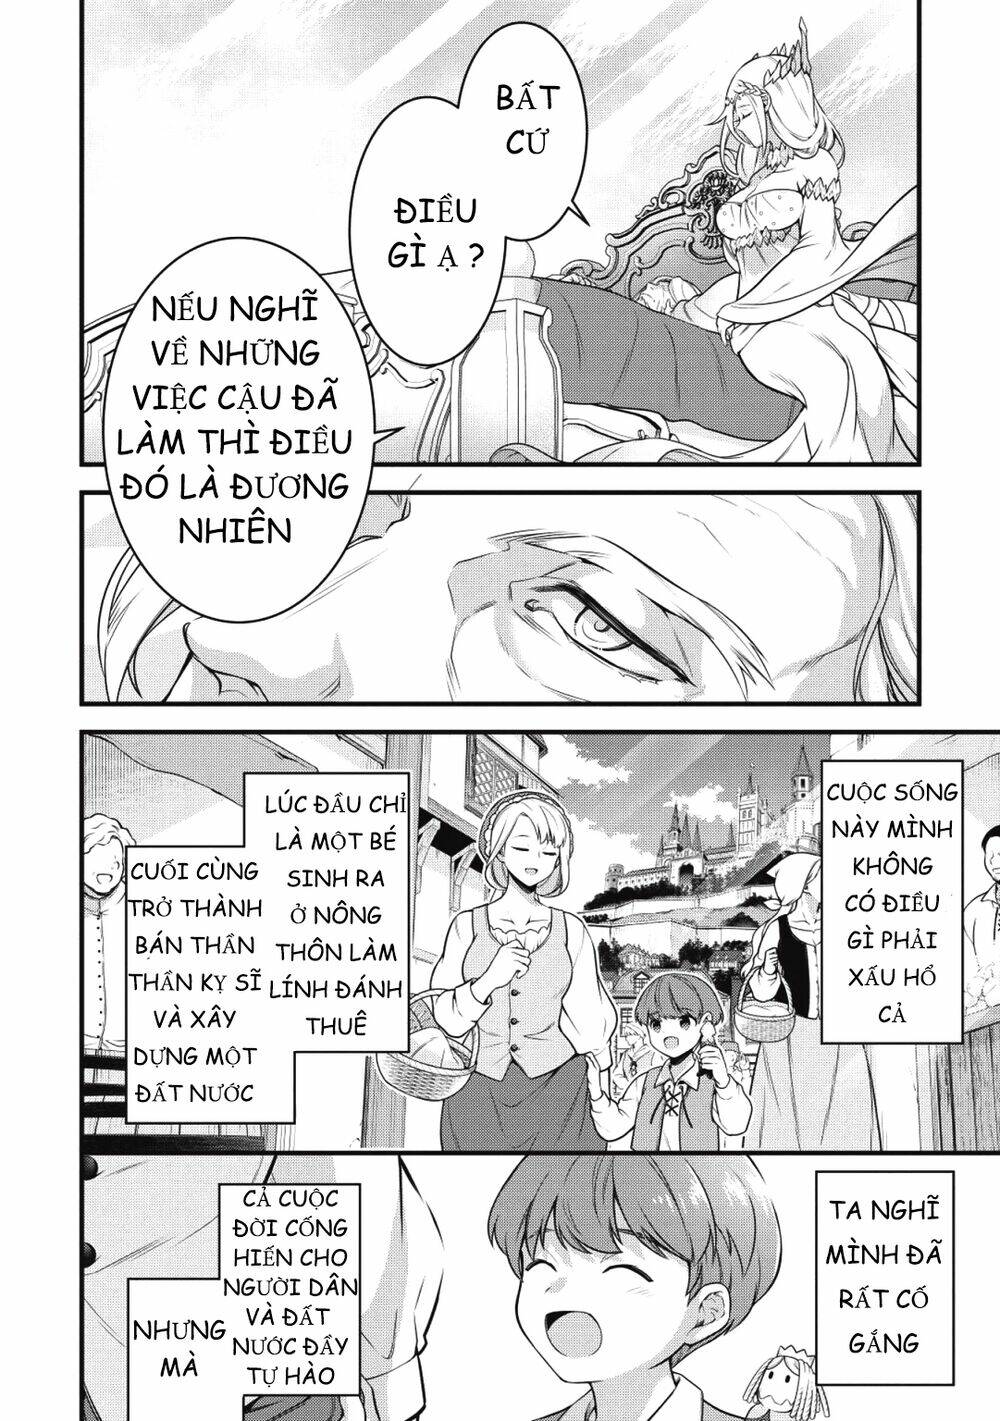 BẤT
CỨ
ĐIỀU
GÌ Ạ ?
NẾU NGHĨ
VỀ NHỮNG
VIỆC CẬU ĐÃ
LÀM THÌ ĐIỀU
ĐÓ LÀ ĐƯƠNG
NHIÊN
CUỘC SỐNG
NÀY MÌNH
KHÔNG
CÓ ĐIỀU
GÌ PHẢI
XẤU HỔ
CẢ
LÚC ĐẦU CHỈ
LÀ MỘT BÉ
SINH RA
Ở NÔNG
THÔN LÀM
LÍNH ĐÁNH
THUÊ
CUỐI CÙNG
TRỞ THÀNH
BÁN THẦN
THẦN KỴ SĨ
VÀ XÂY
DỰNG MỘT
ĐẤT NƯỚC
TA NGHĨ
MÌNH ĐÃ
RẤT CỐ
GẮNG
CẢ CUỘC
ĐỜI CỐNG
HIẾN CHO
NGƯỜI DÂN
VÀ ĐẤT
NƯỚC ĐẦY
TỰ HÀO
NHƯNG
MÀ